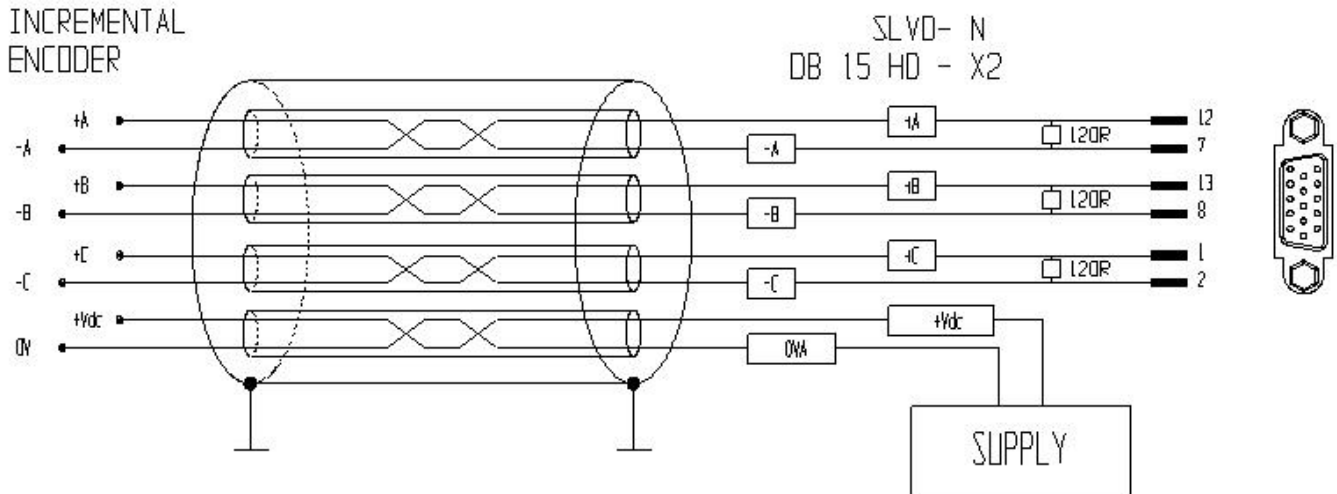 INCREMENTAL
ENCODER
SLVD- N
DB 15 HD - X2
+A
-A
+B
-B
+C
-C
+Vdc
0V
+A
-A
+B
-B
+C
-C
+Vdc
0VA
120R
120R
120R
12
7
13
8
1
2
SUPPLY